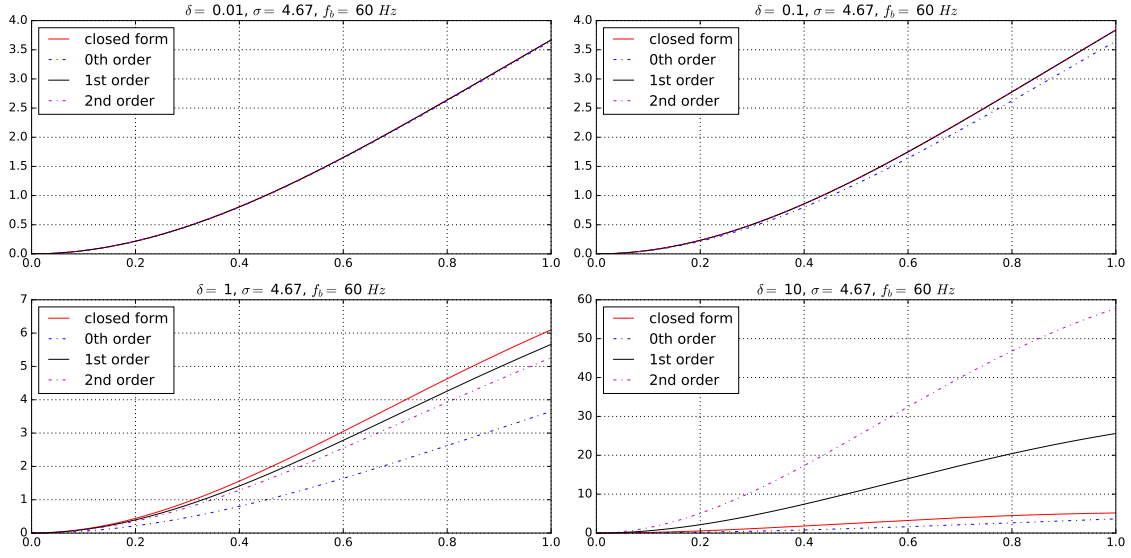 δ = 0.01, σ = 4.67, f_b = 60 Hz
4.0
3.5
3.0
2.5
2.0
1.5
1.0
0.5
0.0
closed form
0th order
1st order
2nd order
0.0 0.2 0.4 0.6 0.8 1.0
δ = 0.1, σ = 4.67, f_b = 60 Hz
4.0
3.5
3.0
2.5
2.0
1.5
1.0
0.5
0.0
closed form
0th order
1st order
2nd order
0.0 0.2 0.4 0.6 0.8 1.0
δ = 1, σ = 4.67, f_b = 60 Hz
7
6
5
4
3
2
1
0
closed form
0th order
1st order
2nd order
0.0 0.2 0.4 0.6 0.8 1.0
δ = 10, σ = 4.67, f_b = 60 Hz
60
50
40
30
20
10
0
closed form
0th order
1st order
2nd order
0.0 0.2 0.4 0.6 0.8 1.0